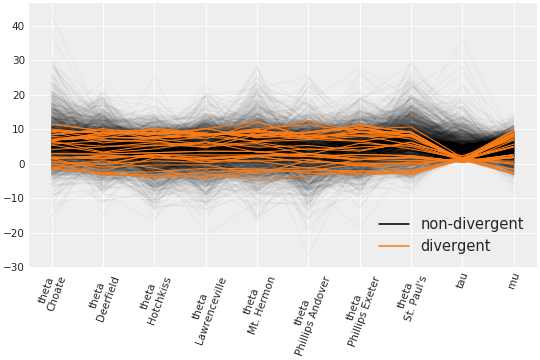 40
30
20
10
0
−10
−20
−30
non-divergent
divergent
theta
Choate
theta
Deerfield
theta
Hotchkiss
theta
Lawrenceville
theta
Mt. Hermon
theta
Phillips Andover
theta
Phillips Exeter
theta
St. Paul's
tau
mu